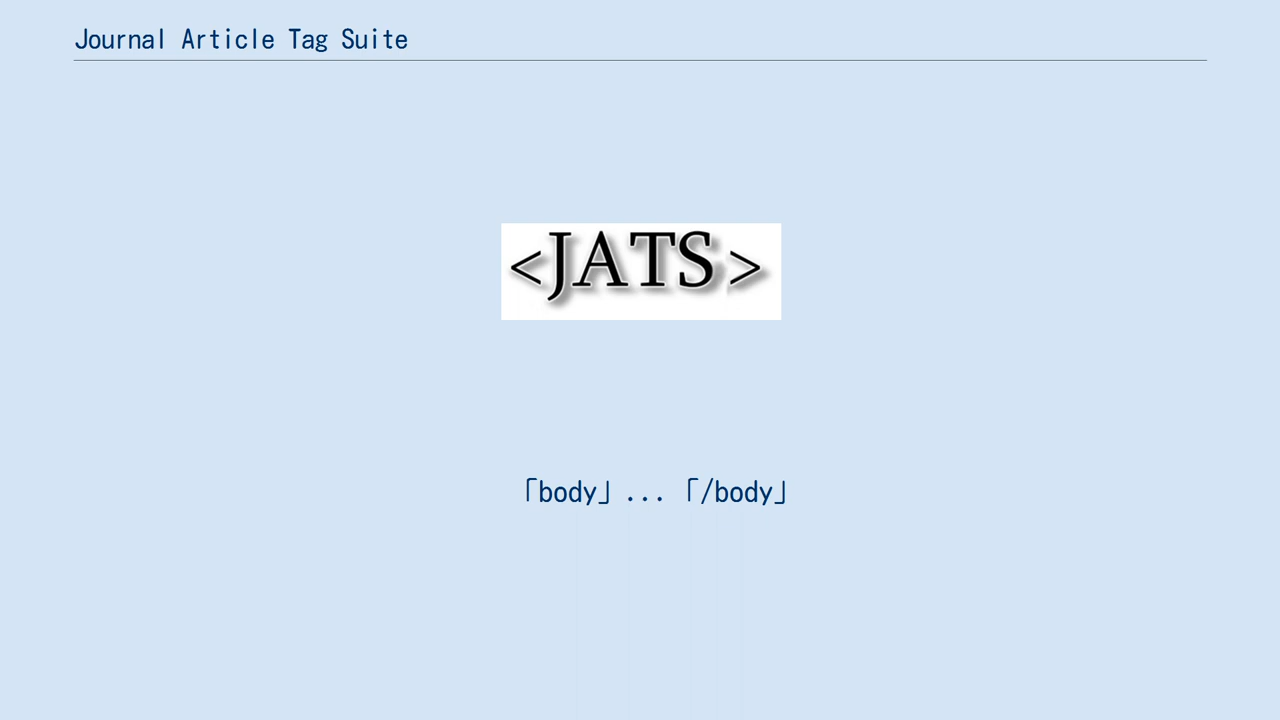 Journal Article Tag Suite
<JATS>
「body」...「/body」